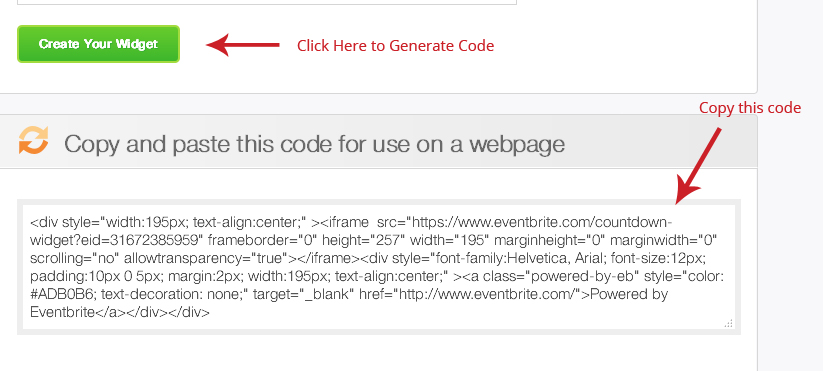 Create Your Widget
Click Here to Generate Code
Copy this code
Copy and paste this code for use on a webpage
<div style="width:195px; text-align:center;" ><iframe  src="https://www.eventbrite.com/countdown-
widget?eid=31672385959" frameborder="0" height="257" width="195" marginheight="0" marginwidth="0"
scrolling="no" allowtransparency="true"></iframe><div style="font-family:Helvetica, Arial; font-size:12px;
padding:10px 0 5px; margin:2px; width:195px; text-align:center;" ><a class="powered-by-eb" style="color:
#ADB0B6; text-decoration: none;" target="_blank" href="http://www.eventbrite.com/">Powered by
Eventbrite</a></div></div>